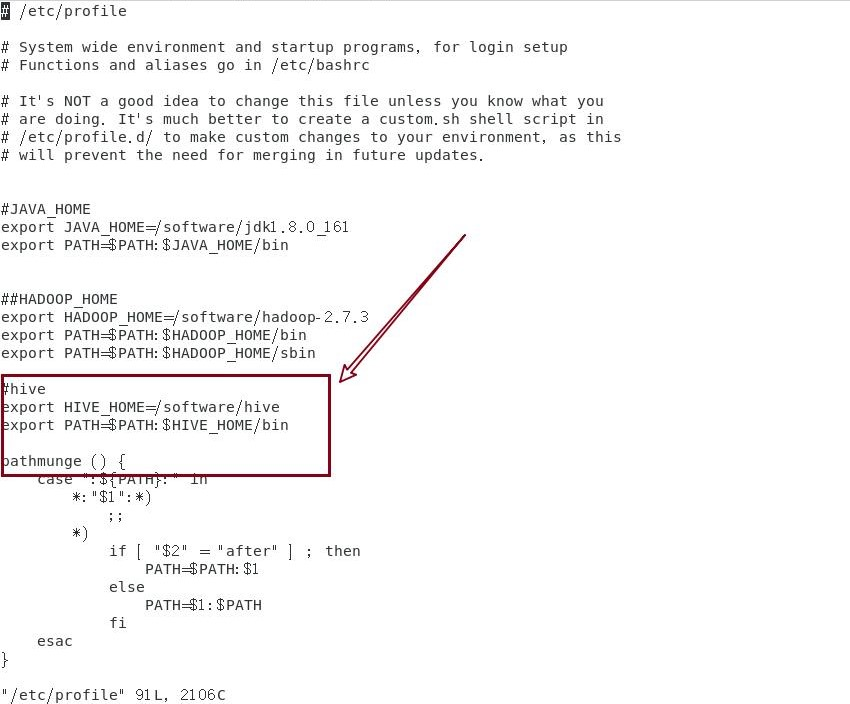 # /etc/profile
# System wide environment and startup programs, for login setup
# Functions and aliases go in /etc/bashrc
# It's NOT a good idea to change this file unless you know what you
# are doing. It's much better to create a custom.sh shell script in
# /etc/profile.d/ to make custom changes to your environment, as this
# will prevent the need for merging in future updates.
#JAVA_HOME
export JAVA_HOME=/software/jdk1.8.0_161
export PATH=$PATH:$JAVA_HOME/bin
##HADOOP_HOME
export HADOOP_HOME=/software/hadoop-2.7.3
export PATH=$PATH:$HADOOP_HOME/bin
export PATH=$PATH:$HADOOP_HOME/sbin
#hive
export HIVE_HOME=/software/hive
export PATH=$PATH:$HIVE_HOME/bin
pathmunge () {
    case ":${PATH}:" in
        *:"$1":*)
            ;;
        *)
            if [ "$2" = "after" ] ; then
                PATH=$PATH:$1
            else
                PATH=$1:$PATH
            fi
    esac
}
"/etc/profile" 91L, 2106C